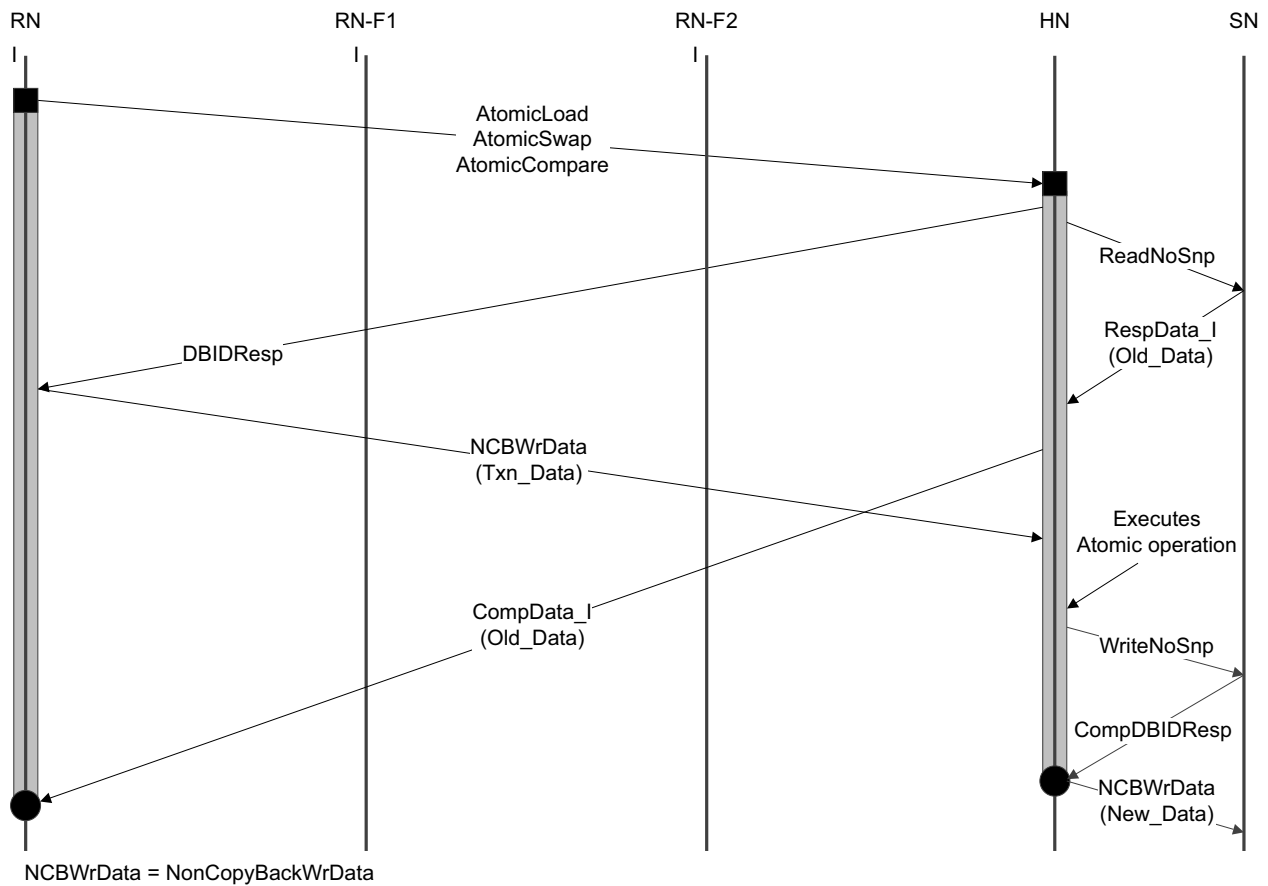 RN
RN-F1
RN-F2
HN
SN
I
I
I
AtomicLoad
AtomicSwap
AtomicCompare
ReadNoSnp
RespData_I
(Old_Data)
DBIDResp
NCBWrData
(Txn_Data)
Executes
Atomic operation
CompData_I
(Old_Data)
WriteNoSnp
CompDBIDResp
NCBWrData
(New_Data)
NCBWrData = NonCopyBackWrData